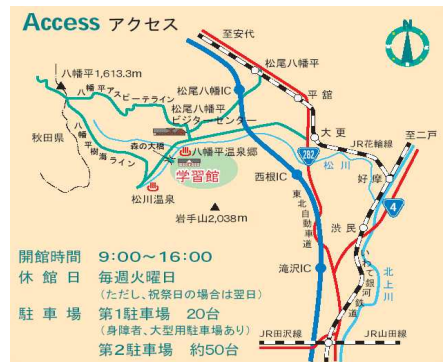 Access アクセス
至安代
八幡平1,613.3m
松尾八幡平
八幡平アスピーテライン
松尾八幡平IC
松尾八幡平
ビジターセンター
平館
大更
至二戸
秋田県
八幡平樹海ライン
森の大橋
八幡平温泉郷
JR花輪線
282
松川
学習館
西根IC
好摩
4
松川温泉
岩手山2,038m
東北自動車道
渋民
いわて銀河鉄道
北上川
滝沢IC
JR田沢線
JR山田線
開館時間 9:00〜16:00
休館日 毎週火曜日
(ただし、祝祭日の場合は翌日)
駐車場 第1駐車場 20台
(身障者、大型用駐車場あり)
第2駐車場 約50台